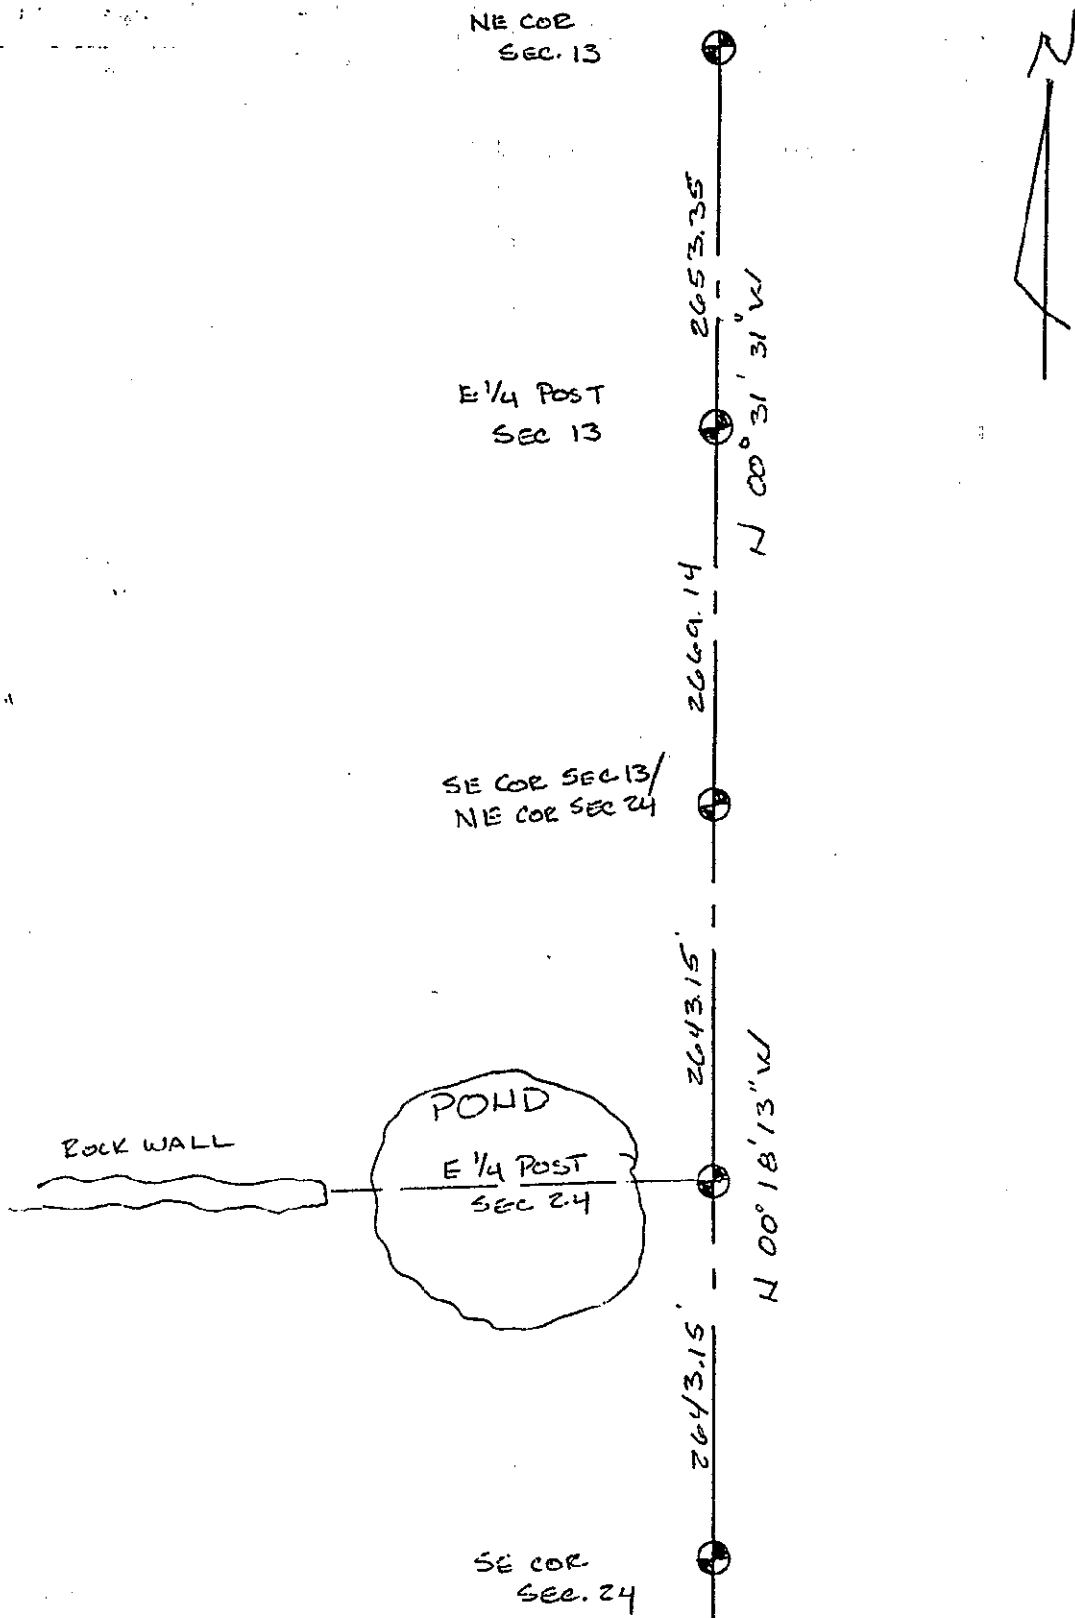 NE COR
SEC. 13
N
2653.35
N 00° 31' 31" W
E 1/4 POST
SEC 13
2669.14
SE COR SEC 13/
NE COR SEC 24
2643.15'
POND
ROCK WALL
E 1/4 POST
SEC 24
N 00° 18' 13" W
2643.15'
SE COR
SEC. 24